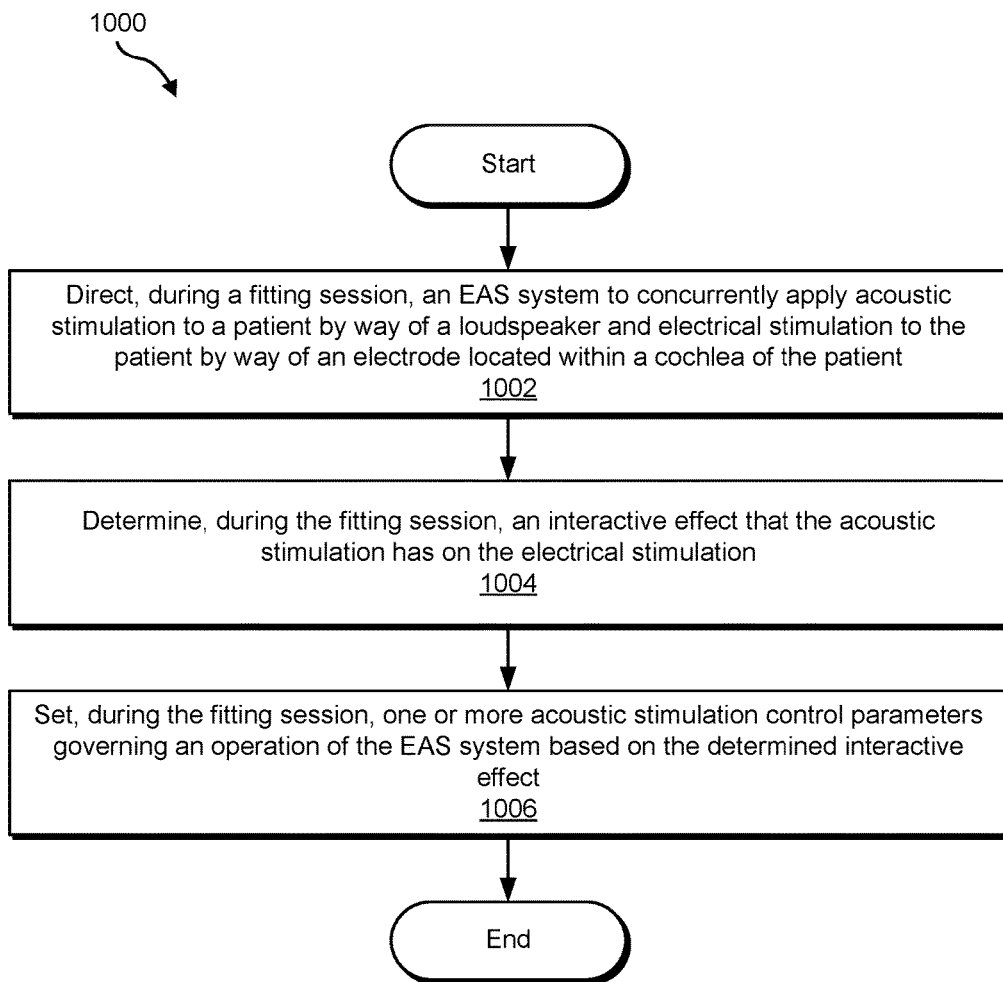 1000
Start
Direct, during a fitting session, an EAS system to concurrently apply acoustic
stimulation to a patient by way of a loudspeaker and electrical stimulation to the
patient by way of an electrode located within a cochlea of the patient
1002
Determine, during the fitting session, an interactive effect that the acoustic
stimulation has on the electrical stimulation
1004
Set, during the fitting session, one or more acoustic stimulation control parameters
governing an operation of the EAS system based on the determined interactive
effect
1006
End